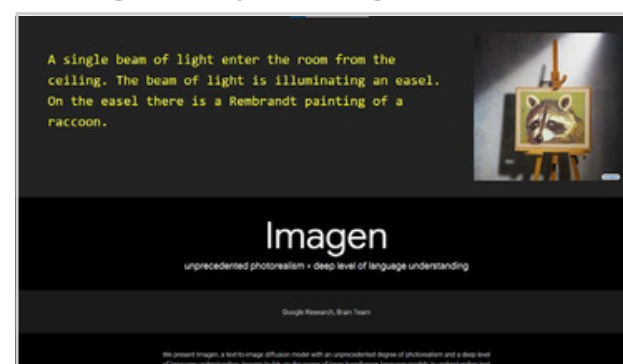 A single beam of light enter the room from the
ceiling. The beam of light is illuminating an easel.
On the easel there is a Rembrandt painting of a
raccoon.
Imagen
unprecedented photorealism × deep level of language understanding
Google Research, Brain Team
We present Imagen, a text-to-image diffusion model with an unprecedented degree of photorealism and a deep level